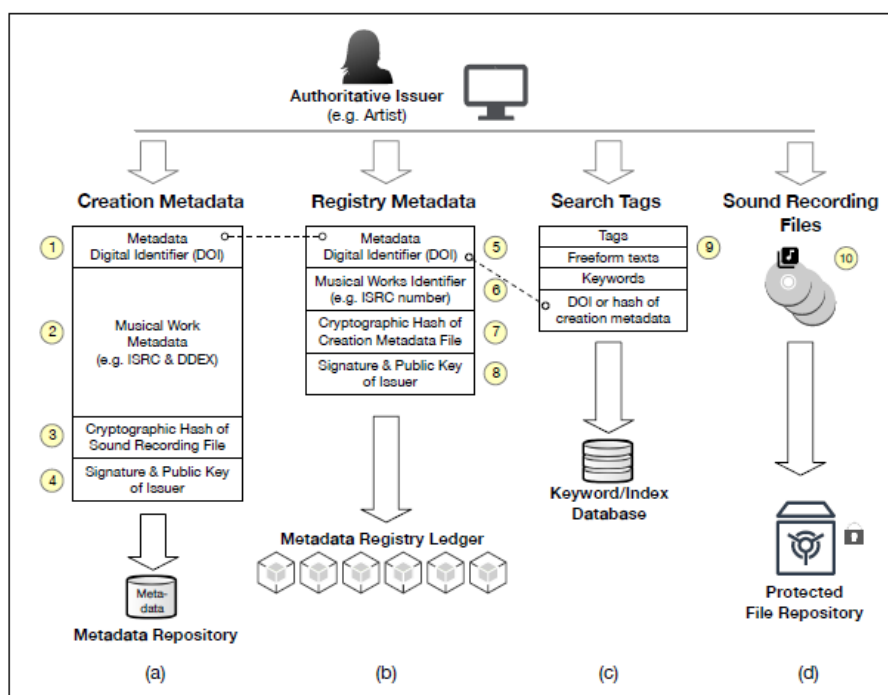 Authoritative Issuer
(e.g. Artist)
Creation Metadata
1
Metadata
Digital Identifier (DOI)
2
Musical Work
Metadata
(e.g. ISRC & DDEX)
3
Cryptographic Hash of
Sound Recording File
4
Signature & Public Key
of Issuer
Meta-
data
Metadata Repository
(a)
Registry Metadata
Metadata
Digital Identifier (DOI)
5
Musical Works Identifier
(e.g. ISRC number)
6
Cryptographic Hash of
Creation Metadata File
7
Signature & Public Key
of Issuer
8
Metadata Registry Ledger
(b)
Search Tags
Tags
9
Freeform texts
Keywords
DOI or hash of
creation metadata
Keyword/Index
Database
(c)
Sound Recording
Files
10
Protected
File Repository
(d)